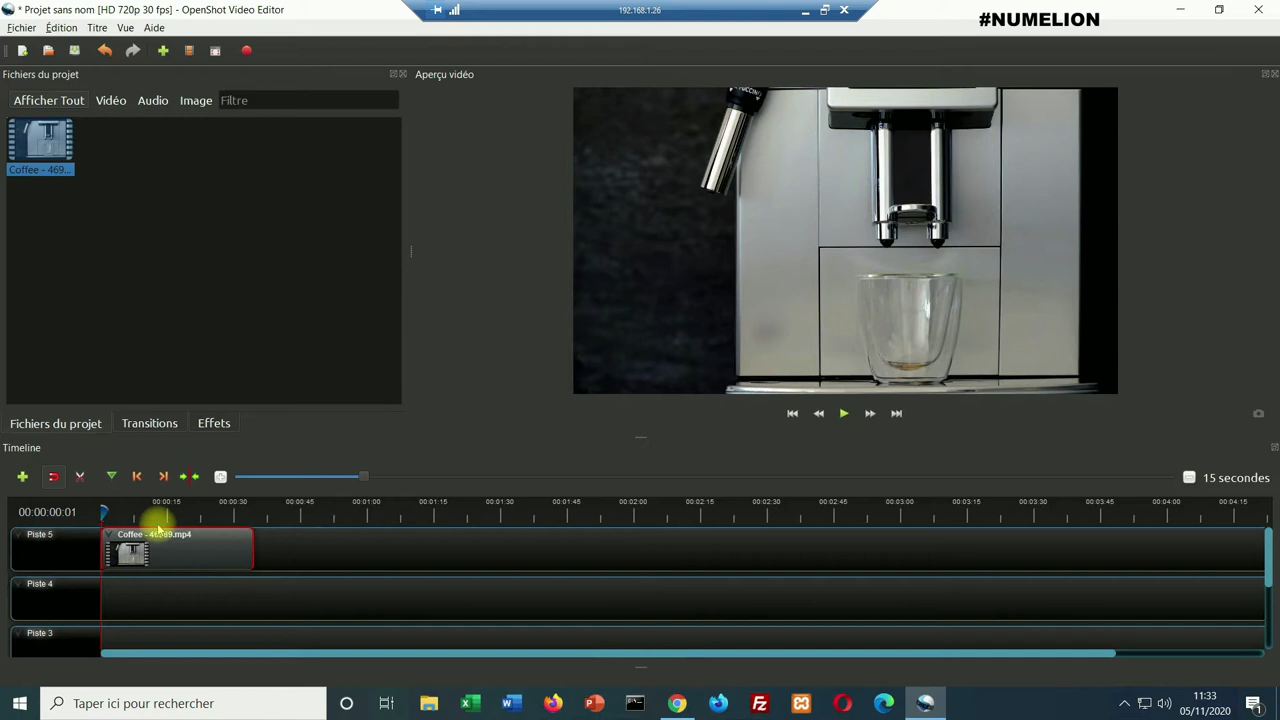 * Projet sans nom [HD 720p 30 fps] - OpenShot Video Editor
192.168.1.26
#NUMELION
Fichier Édition Titre Vue Aide
Fichiers du projet
Aperçu vidéo
Afficher Tout Vidéo Audio Image Filtre
Coffee - 469...
Fichiers du projet Transitions Effets
Timeline
15 secondes
00:00:00:01
00:00:15 00:00:30 00:00:45 00:01:00 00:01:15 00:01:30 00:01:45 00:02:00 00:02:15 00:02:30 00:02:45 00:03:00 00:03:15 00:03:30 00:03:45 00:04:00 00:04:15
Piste 5
Coffee -
Piste 4
Piste 3
Taper ici pour rechercher
11:33
05/11/2020